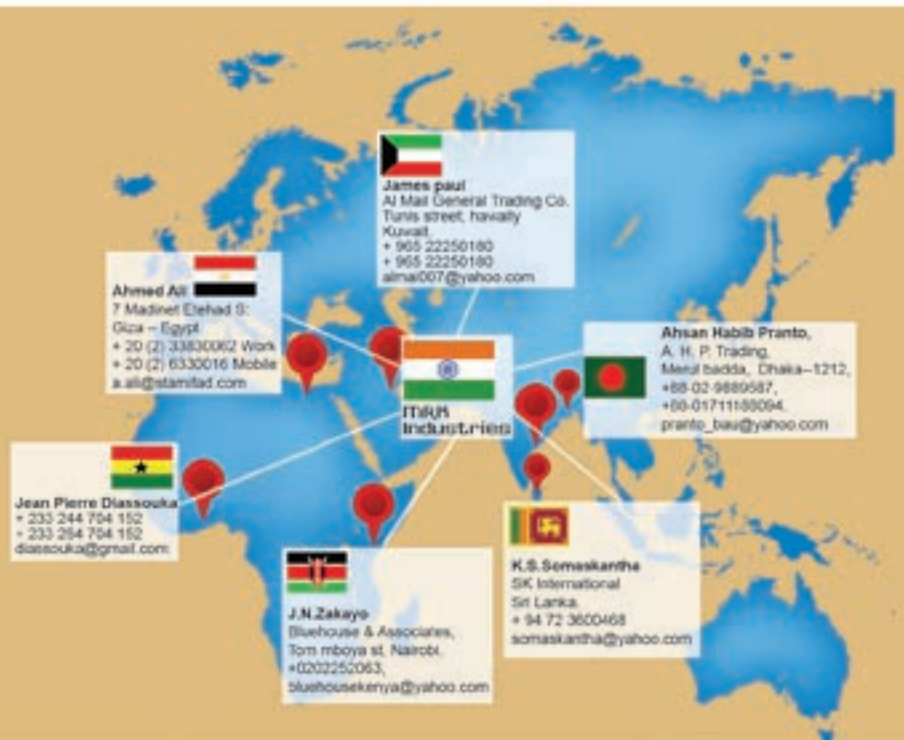 James paul
Al Mail General Trading Co.
Tunis street, hawally
Kuwait.
+ 965 22250180
+ 965 22250180
almai007@yahoo.com
Ahmed Ali
7 Madinet Etehad S:
Giza – Egypt
+ 20 (2) 33830062 Work
+ 20 (2) 6330016 Mobile
a.ali@stamifad.com
M&M
Industries
Ahsan Habib Pranto,
A. H. P. Trading,
Merul badda, Dhaka–1212,
+88-02-9889587,
+88-01711188094.
pranto_bau@yahoo.com
Jean Pierre Diassouka
+ 233 244 704 152
+ 233 264 704 152
diassouka@gmail.com
J.N.Zakayo
Bluehouse & Associates,
Tom mboya st, Nairobi.
+0202252063,
bluehousekenya@yahoo.com
K.S.Somaskantha
SK International
Sri Lanka.
+ 94 72 3600468
somaskantha@yahoo.com